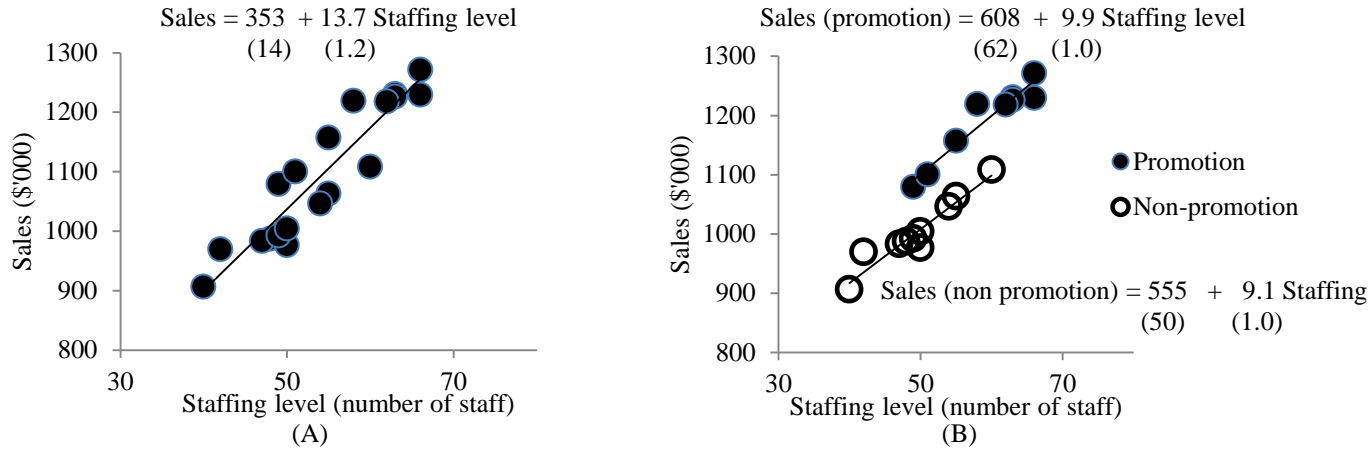 Sales = 353 + 13.7 Staffing level
(14) (1.2)
1300
1200
1100
1000
900
800
30 50 70
Sales ($'000)
Staffing level (number of staff)
(A)
Sales (promotion) = 608 + 9.9 Staffing level
(62) (1.0)
1300
1200
1100
1000
900
800
30 50 70
Sales ($'000)
Promotion
Non-promotion
Sales (non promotion) = 555 + 9.1 Staffing
(50) (1.0)
Staffing level (number of staff)
(B)